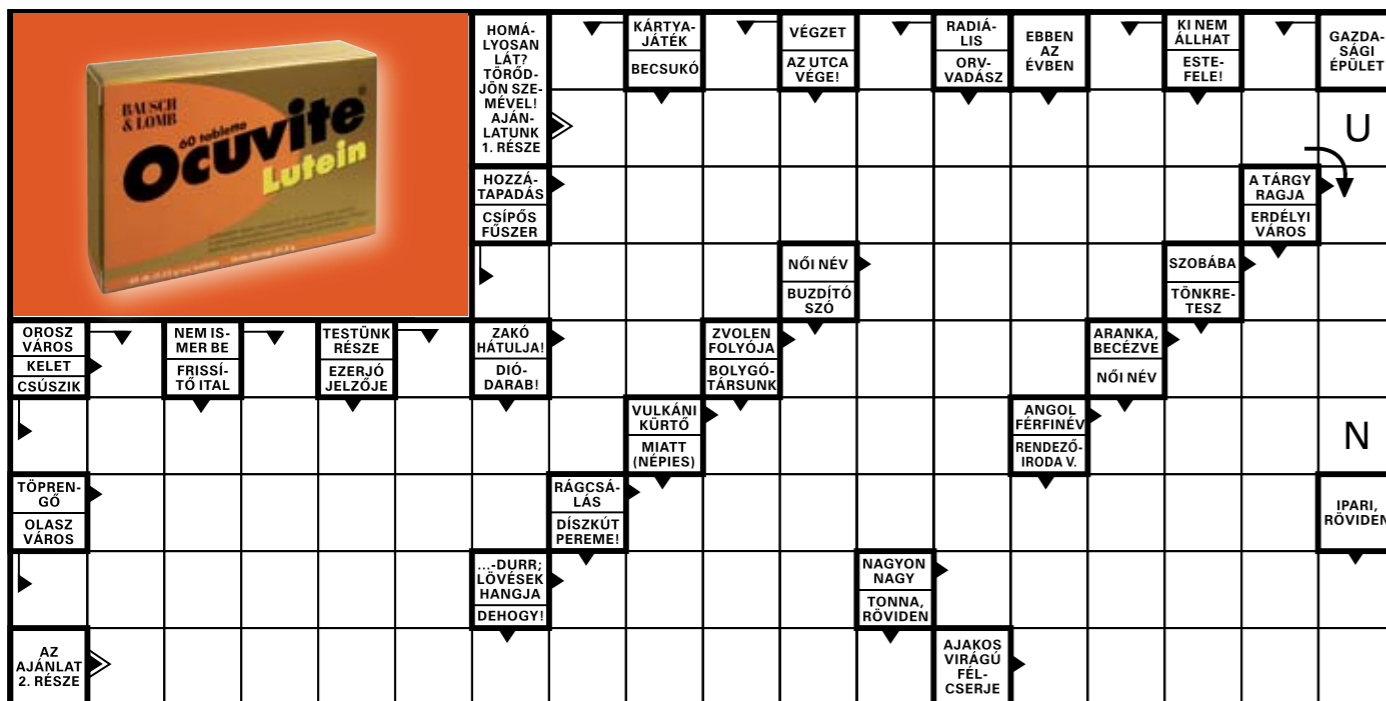 BAUSCH
& LOMB
60 tabletta
Ocuvite®
Lutein
HOMÁ-
LYOSAN
LÁT?
TÖRŐD-
JÖN SZE-
MÉVEL!
AJÁN-
LATUNK
1. RÉSZE
KÁRTYA-
JÁTÉK
BECSUKÓ
VÉGZET
AZ UTCA
VÉGE!
RADIÁ-
LIS
ORV-
VADÁSZ
EBBEN
AZ
ÉVBEN
KI NEM
ÁLLHAT
ESTE-
FELE!
GAZDA-
SÁGI
ÉPÜLET
U
HOZZÁ-
TAPADÁS
CSÍPŐS
FŰSZER
A TÁRGY
RAGJA
ERDÉLYI
VÁROS
NŐI NÉV
BUZDÍTÓ
SZÓ
SZOBÁBA
TÖNKRE-
TESZ
OROSZ
VÁROS
KELET
CSÚSZIK
NEM IS-
MER BE
FRISSÍ-
TŐ ITAL
TESTÜNK
RÉSZE
EZERJÓ
JELZŐJE
ZAKÓ
HÁTULJA!
DIÓ-
DARAB!
ZVOLEN
FOLYÓJA
BOLYGÓ-
TÁRSUNK
ARANKA,
BECÉZVE
NŐI NÉV
VULKÁNI
KÜRTŐ
MIATT
(NÉPIES)
ANGOL
FÉRFINÉV
RENDEZŐ-
IRODA V.
N
TÖPREN-
GŐ
OLASZ
VÁROS
RÁGCSÁ-
LÁS
DÍSZKÚT
PEREME!
IPARI,
RÖVIDEN
...-DURR;
LÖVÉSEK
HANGJA
DEHOGY!
NAGYON
NAGY
TONNA,
RÖVIDEN
AZ
AJÁNLAT
2. RÉSZE
AJAKOS
VIRÁGÚ
FÉL-
CSERJE